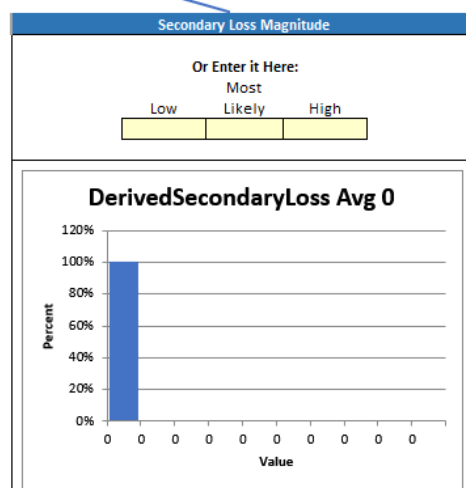 Secondary Loss Magnitude
Or Enter it Here:
Most
Low Likely High
DerivedSecondaryLoss Avg 0
120%
100%
80%
60%
40%
20%
0%
Percent
0 0 0 0 0 0 0 0 0 0
Value